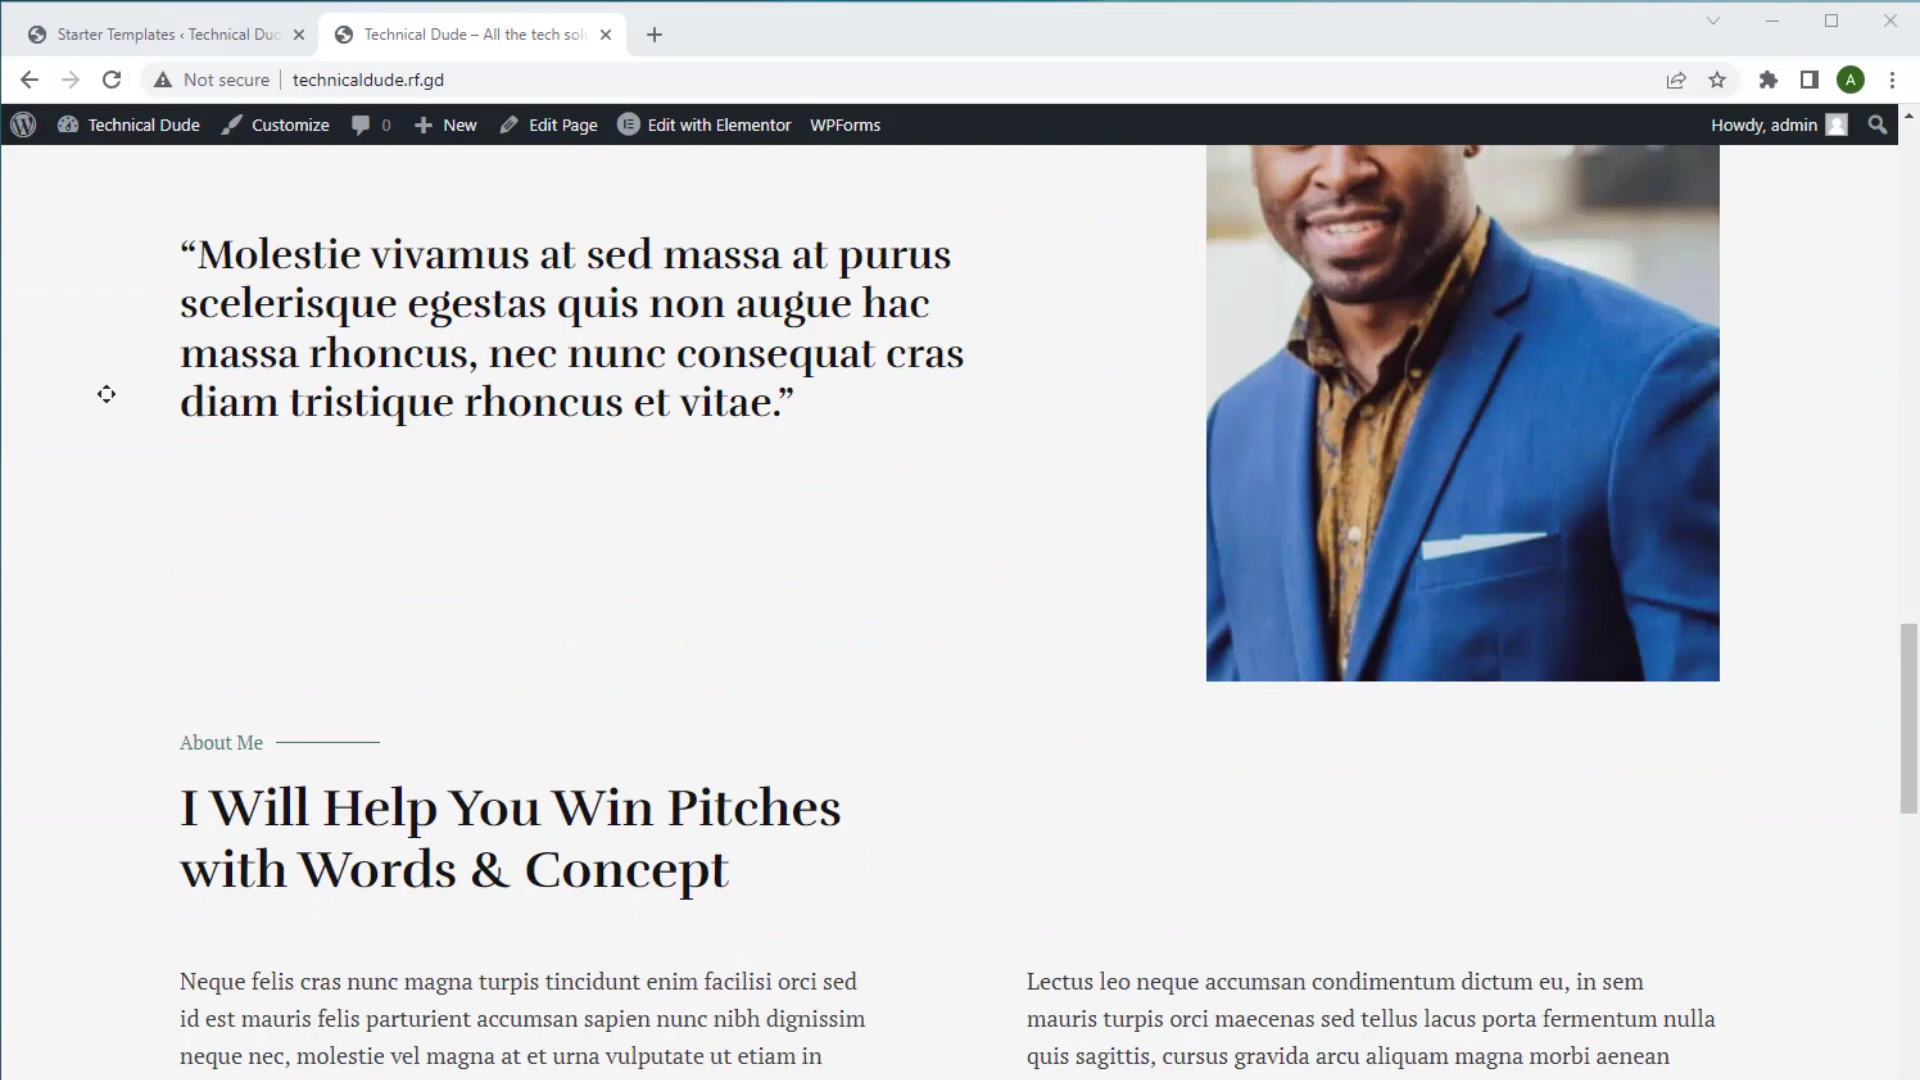 Starter Templates ‹ Technical Duc
Technical Dude – All the tech solu
Not secure
technicaldude.rf.gd
A
Technical Dude
Customize
0
New
Edit Page
Edit with Elementor
WPForms
Howdy, admin
“Molestie vivamus at sed massa at purus
scelerisque egestas quis non augue hac
massa rhoncus, nec nunc consequat cras
diam tristique rhoncus et vitae.”
About Me
I Will Help You Win Pitches
with Words & Concept
Neque felis cras nunc magna turpis tincidunt enim facilisi orci sed
id est mauris felis parturient accumsan sapien nunc nibh dignissim
neque nec, molestie vel magna at et urna vulputate ut etiam in
Lectus leo neque accumsan condimentum dictum eu, in sem
mauris turpis orci maecenas sed tellus lacus porta fermentum nulla
quis sagittis, cursus gravida arcu aliquam magna morbi aenean